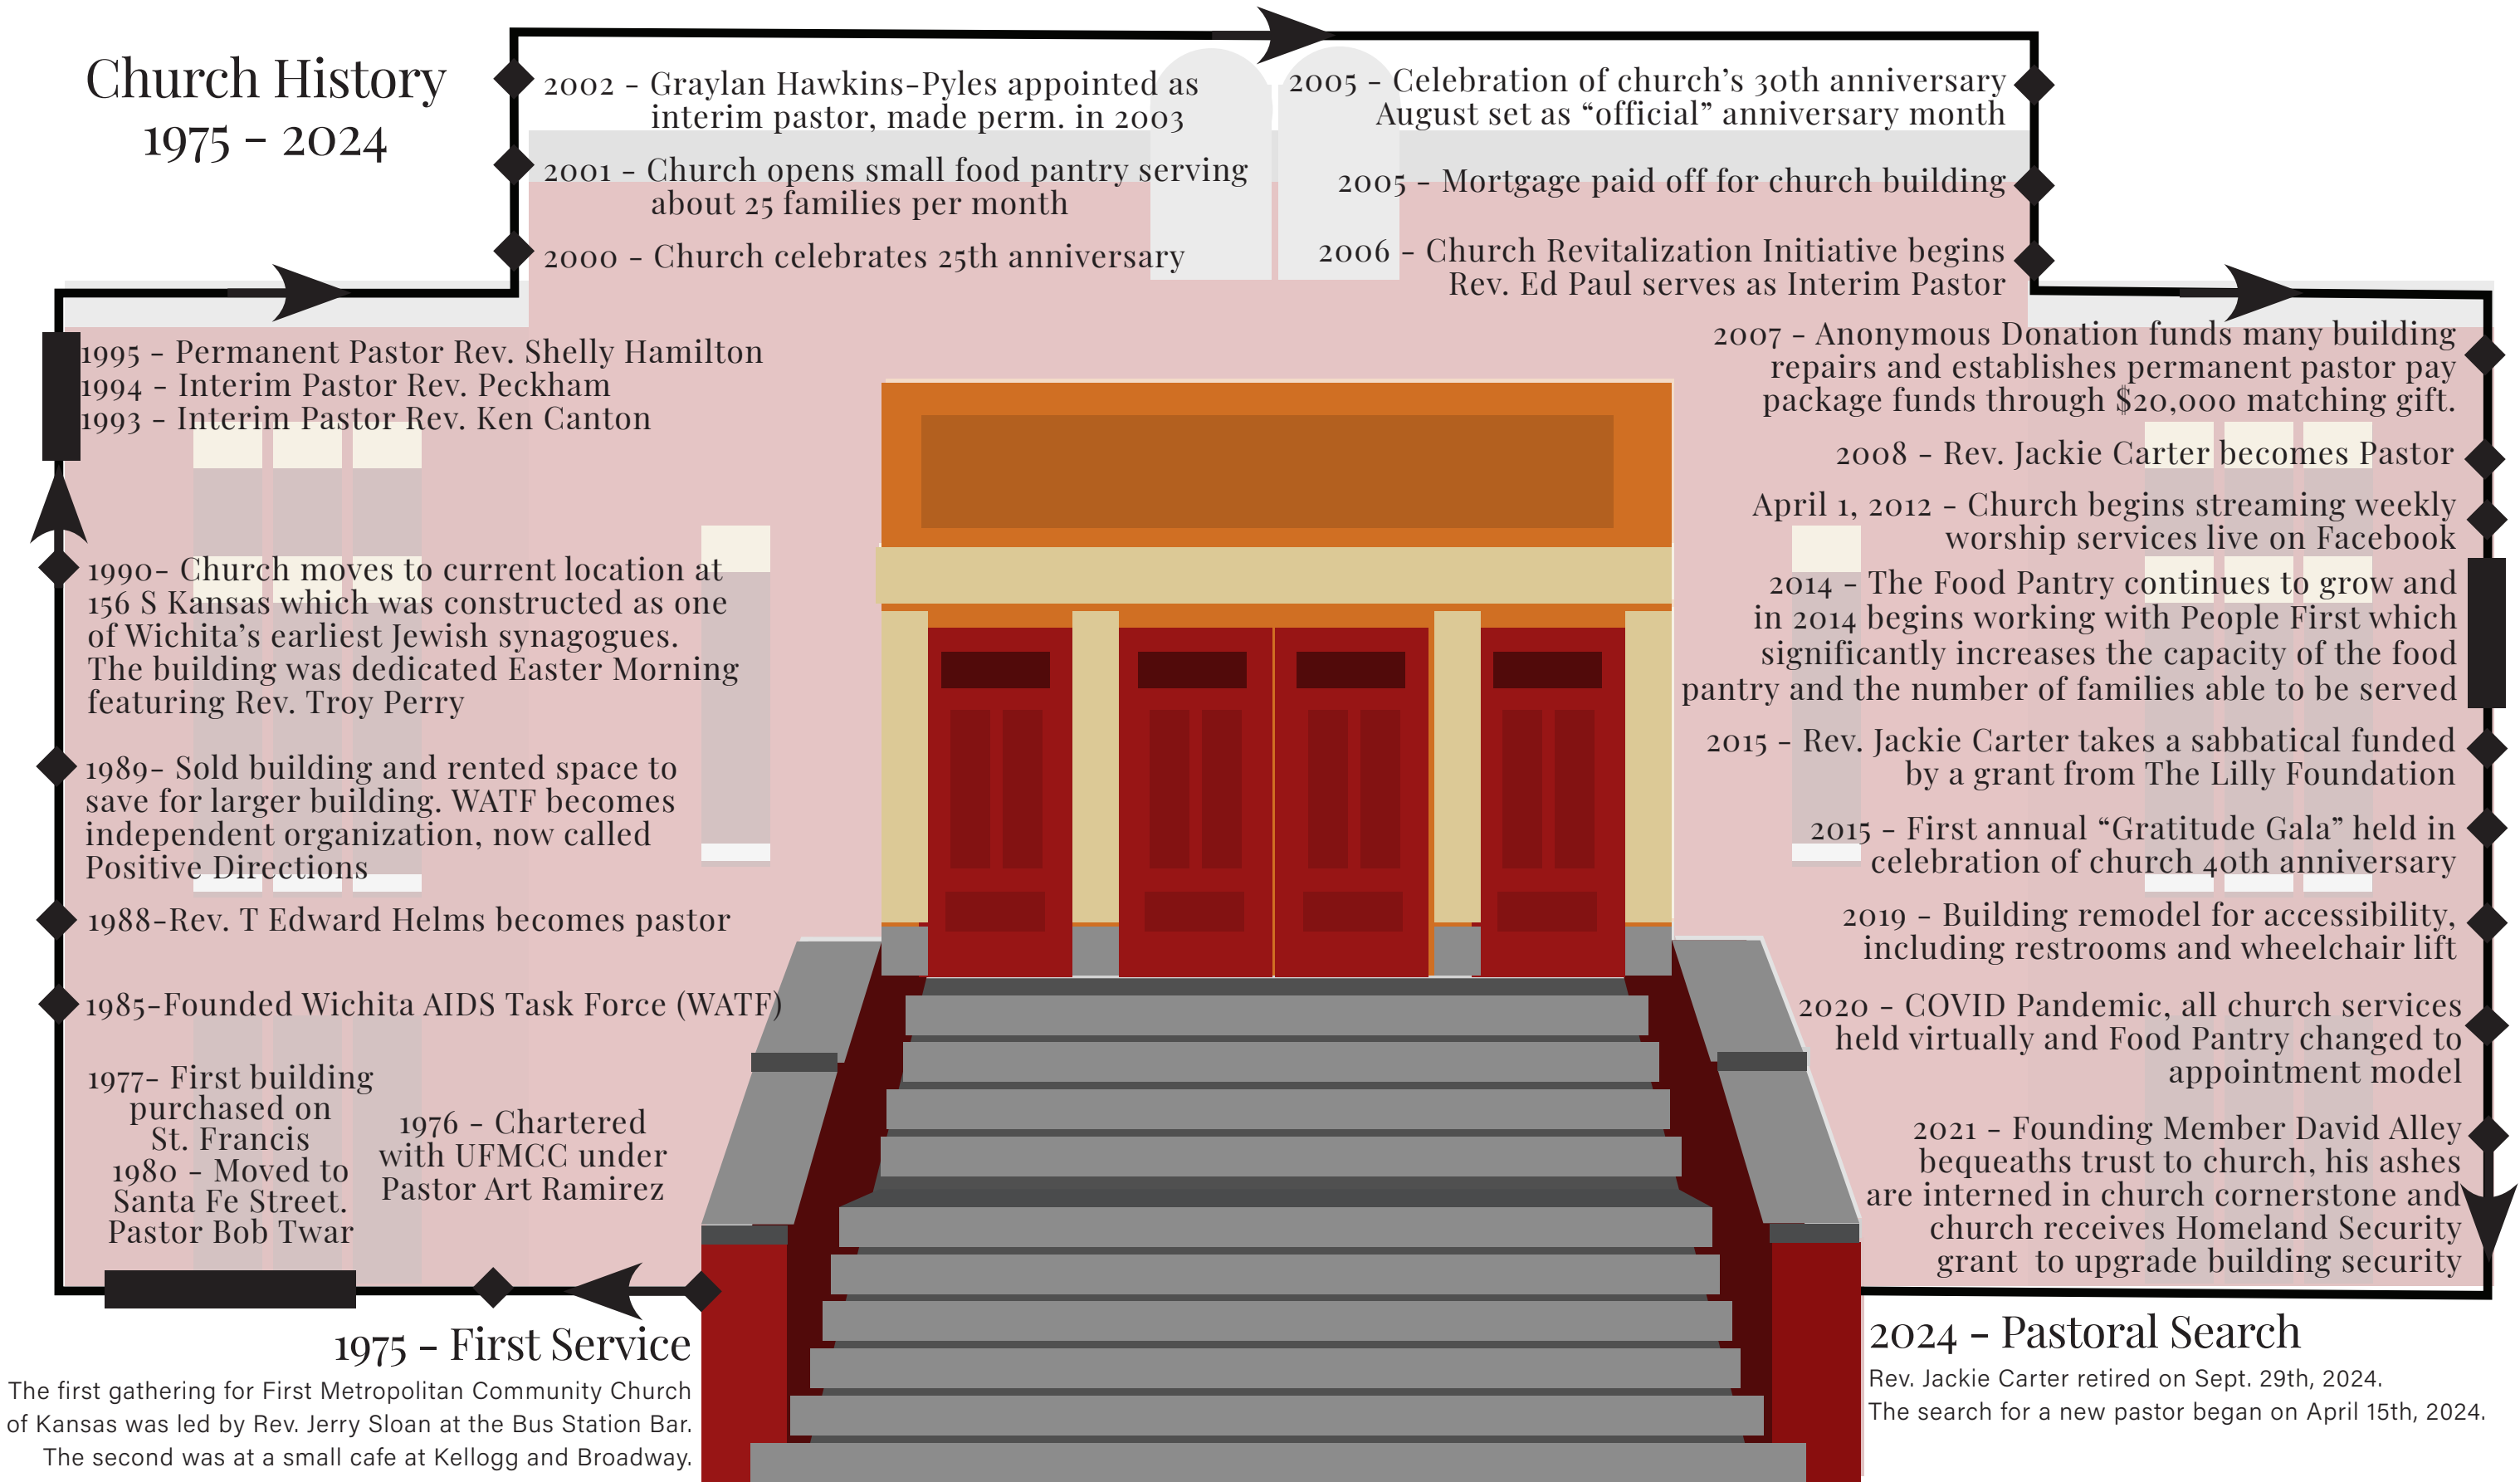 Church History
1975 - 2024
1975 - First Service
The first gathering for First Metropolitan Community Church
of Kansas was led by Rev. Jerry Sloan at the Bus Station Bar.
The second was at a small cafe at Kellogg and Broadway.
1976 - Chartered
with UFMCC under
Pastor Art Ramirez
1977- First building
purchased on
St. Francis
1980 - Moved to
Santa Fe Street.
Pastor Bob Twar
1985-Founded Wichita AIDS Task Force (WATF)
1988-Rev. T Edward Helms becomes pastor
1989- Sold building and rented space to
save for larger building. WATF becomes
independent organization, now called
Positive Directions
1990- Church moves to current location at
156 S Kansas which was constructed as one
of Wichita's earliest Jewish synagogues.
The building was dedicated Easter Morning
featuring Rev. Troy Perry
1995 - Permanent Pastor Rev. Shelly Hamilton
1994 - Interim Pastor Rev. Peckham
1993 - Interim Pastor Rev. Ken Canton
2002 - Graylan Hawkins-Pyles appointed as
interim pastor, made perm. in 2003
2001 - Church opens small food pantry serving
about 25 families per month
2000 - Church celebrates 25th anniversary
2005 - Celebration of church's 30th anniversary
August set as “official” anniversary month
2005 - Mortgage paid off for church building
2006 - Church Revitalization Initiative begins
Rev. Ed Paul serves as Interim Pastor
2007 - Anonymous Donation funds many building
repairs and establishes permanent pastor pay
package funds through $20,000 matching gift.
2008 - Rev. Jackie Carter becomes Pastor
April 1, 2012 - Church begins streaming weekly
worship services live on Facebook
2014 - The Food Pantry continues to grow and
in 2014 begins working with People First which
significantly increases the capacity of the food
pantry and the number of families able to be served
2015 - Rev. Jackie Carter takes a sabbatical funded
by a grant from The Lilly Foundation
2015 - First annual “Gratitude Gala” held in
celebration of church 40th anniversary
2019 - Building remodel for accessibility,
including restrooms and wheelchair lift
2020 - COVID Pandemic, all church services
held virtually and Food Pantry changed to
appointment model
2021 - Founding Member David Alley
bequeaths trust to church, his ashes
are interned in church cornerstone and
church receives Homeland Security
grant to upgrade building security
2024 - Pastoral Search
Rev. Jackie Carter retired on Sept. 29th, 2024.
The search for a new pastor began on April 15th, 2024.